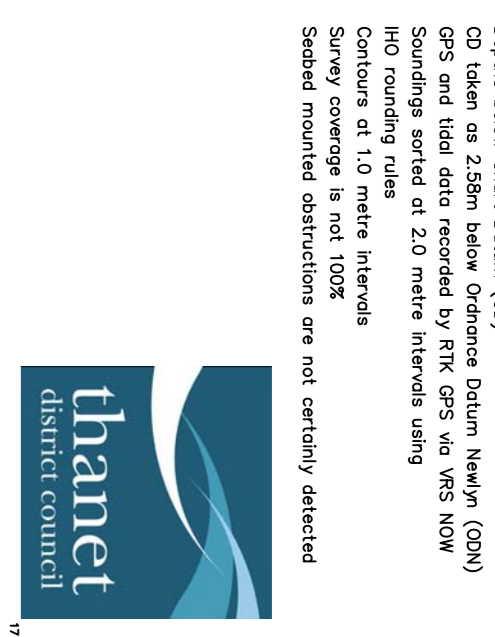 CD taken as 2.58m below Ordnance Datum Newlyn (ODN)
GPS and tidal data recorded by RTK GPS via VRS NOW
Soundings sorted at 2.0 metre intervals using
IHO rounding rules
Contours at 1.0 metre intervals
Survey coverage is not 100%
Seabed mounted obstructions are not certainly detected
thanet
district council
17